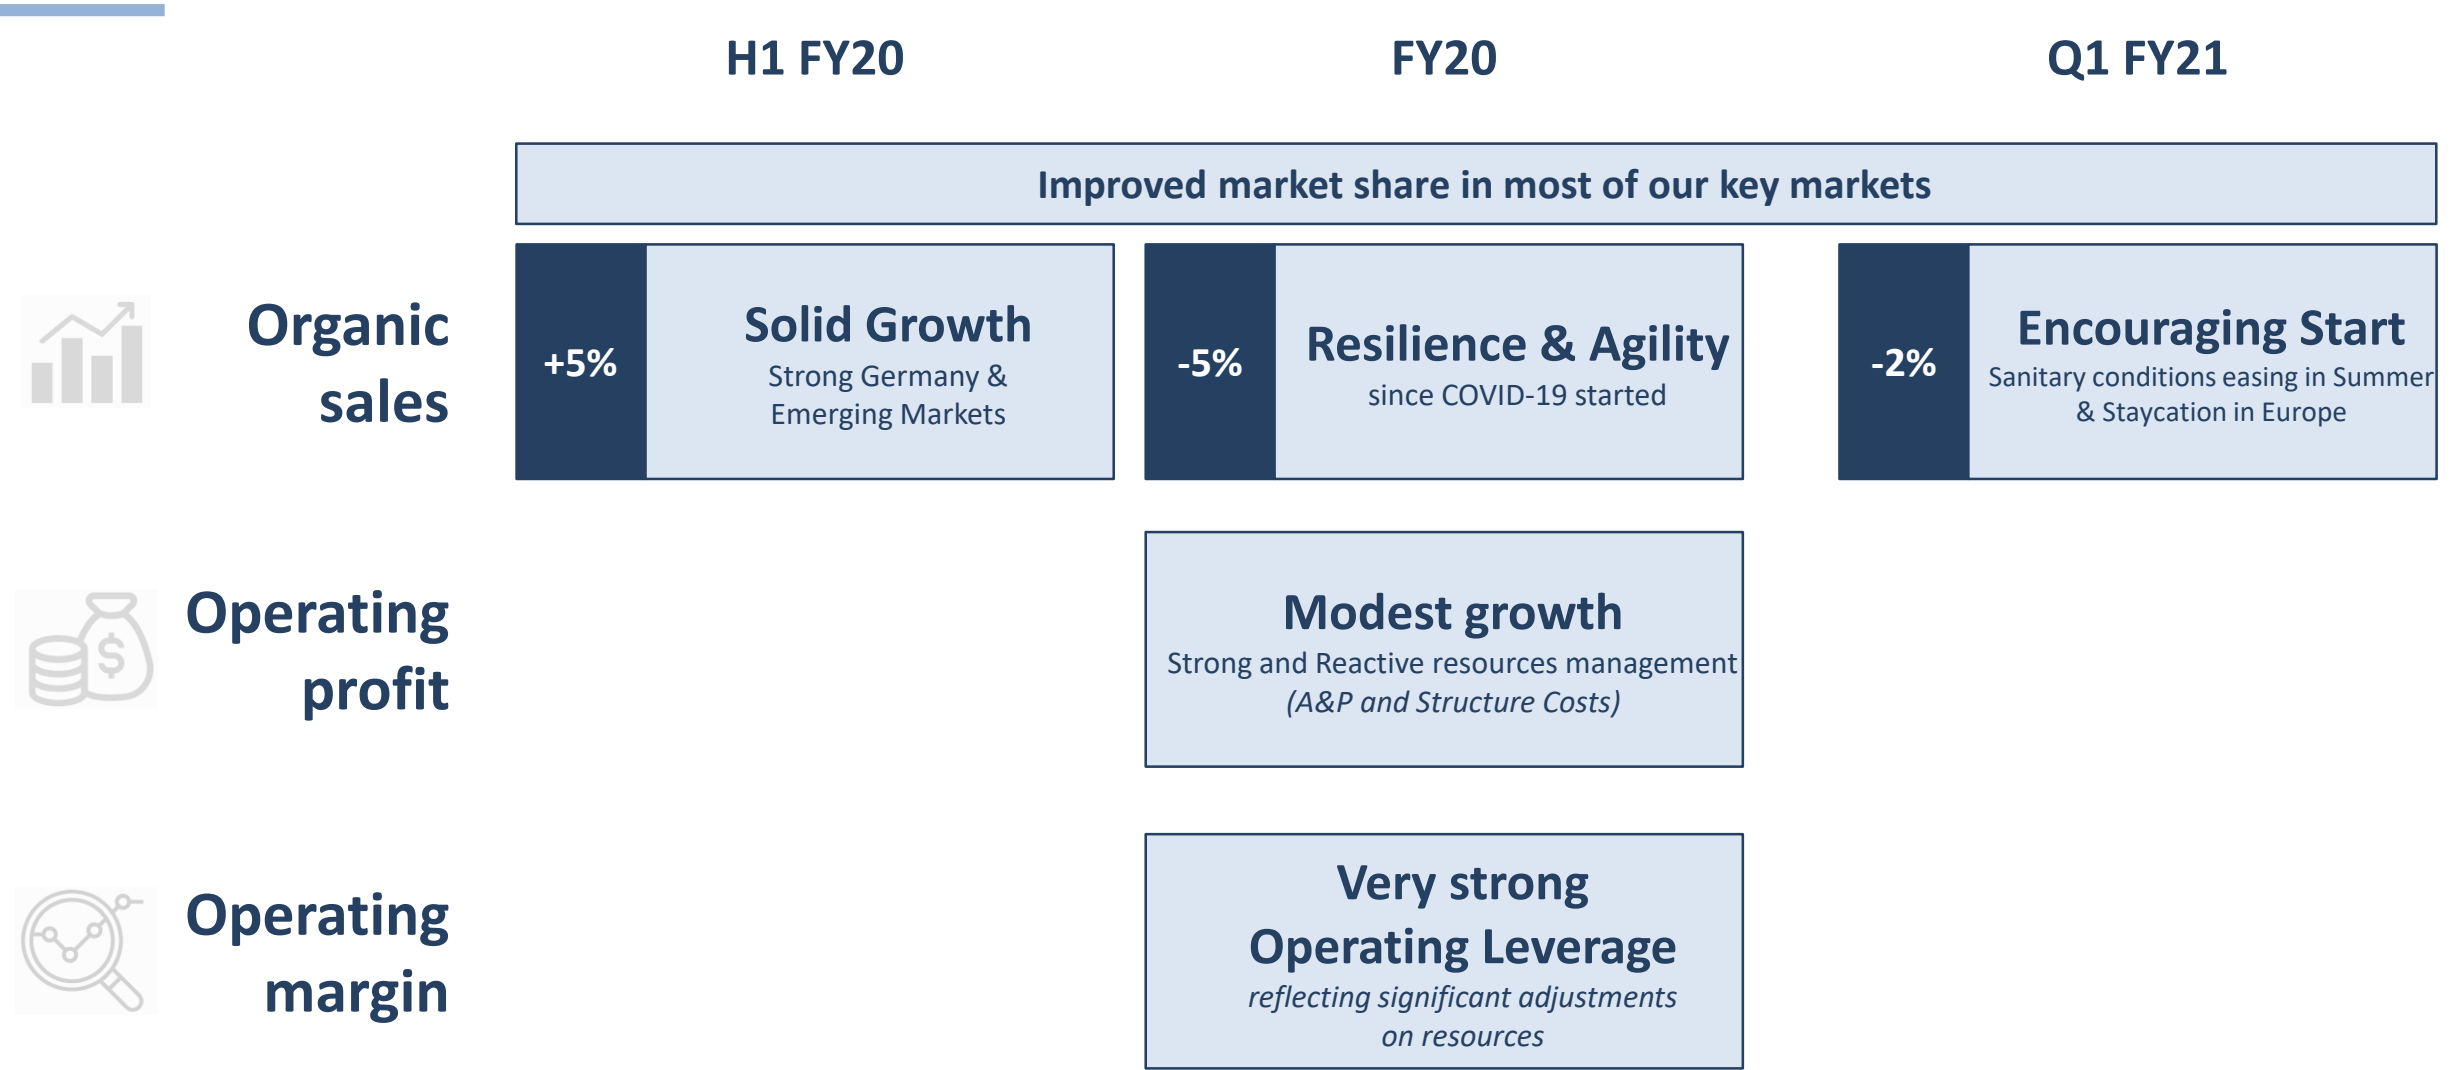 H1 FY20
FY20
Q1 FY21
Improved market share in most of our key markets
Organic
sales
+5%
Solid Growth
Strong Germany &
Emerging Markets
-5%
Resilience & Agility
since COVID-19 started
-2%
Encouraging Start
Sanitary conditions easing in Summer
& Staycation in Europe
Operating
profit
$
Modest growth
Strong and Reactive resources management
(A&P and Structure Costs)
Operating
margin
Very strong
Operating Leverage
reflecting significant adjustments
on resources